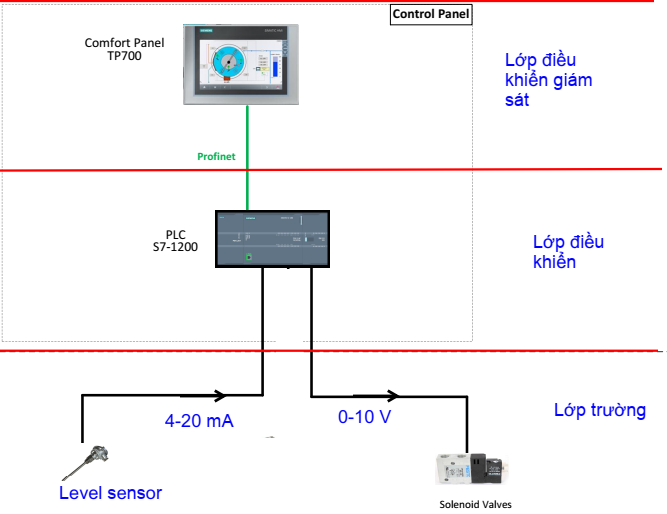 Control Panel
Comfort Panel
TP700
SIEMENS
Lớp điều
khiển giám
sát
Profinet
PLC
S7-1200
Lớp điều
khiển
4-20 mA
0-10 V
Lớp trường
Level sensor
Solenoid Valves